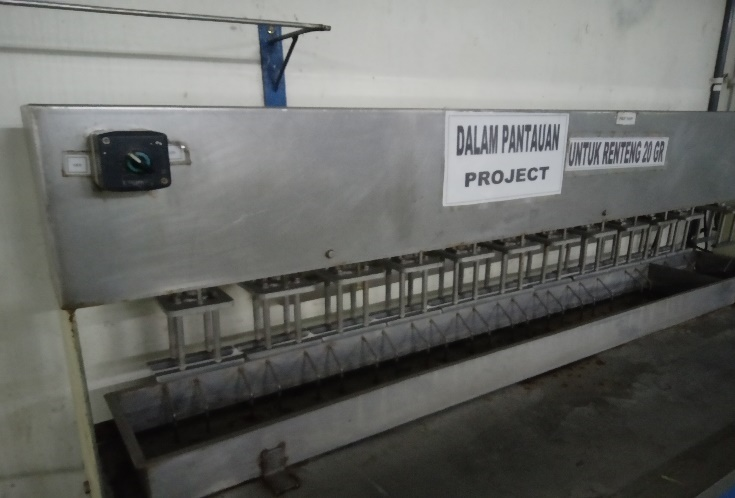 DALAM PANTAUAN
PROJECT
UNTUK RENTENG 20 GR